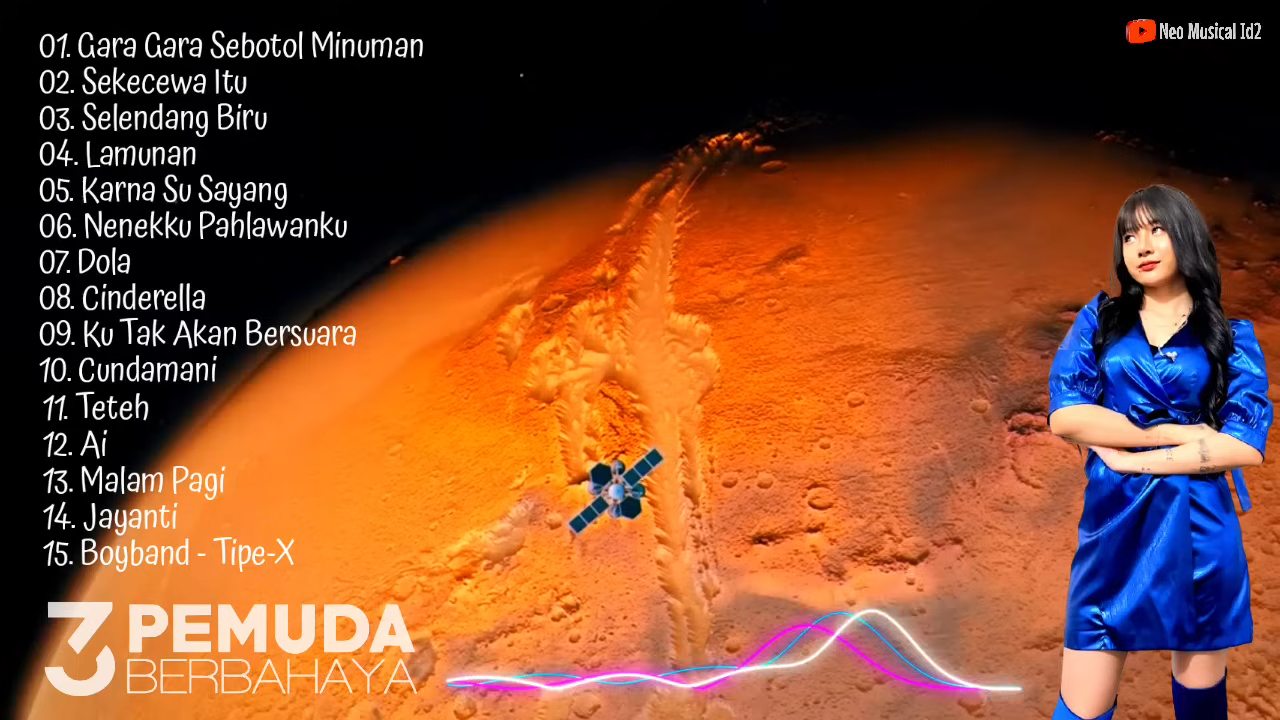 01. Gara Gara Sebotol Minuman
02. Sekecewa Itu
03. Selendang Biru
04. Lamunan
05. Karna Su Sayang
06. Nenekku Pahlawanku
07. Dola
08. Cinderella
09. Ku Tak Akan Bersuara
10. Cundamani
11. Teteh
12. Ai
13. Malam Pagi
14. Jayanti
15. Boyband - Tipe-X
3 PEMUDA
BERBAHAYA
Neo Musical Id2